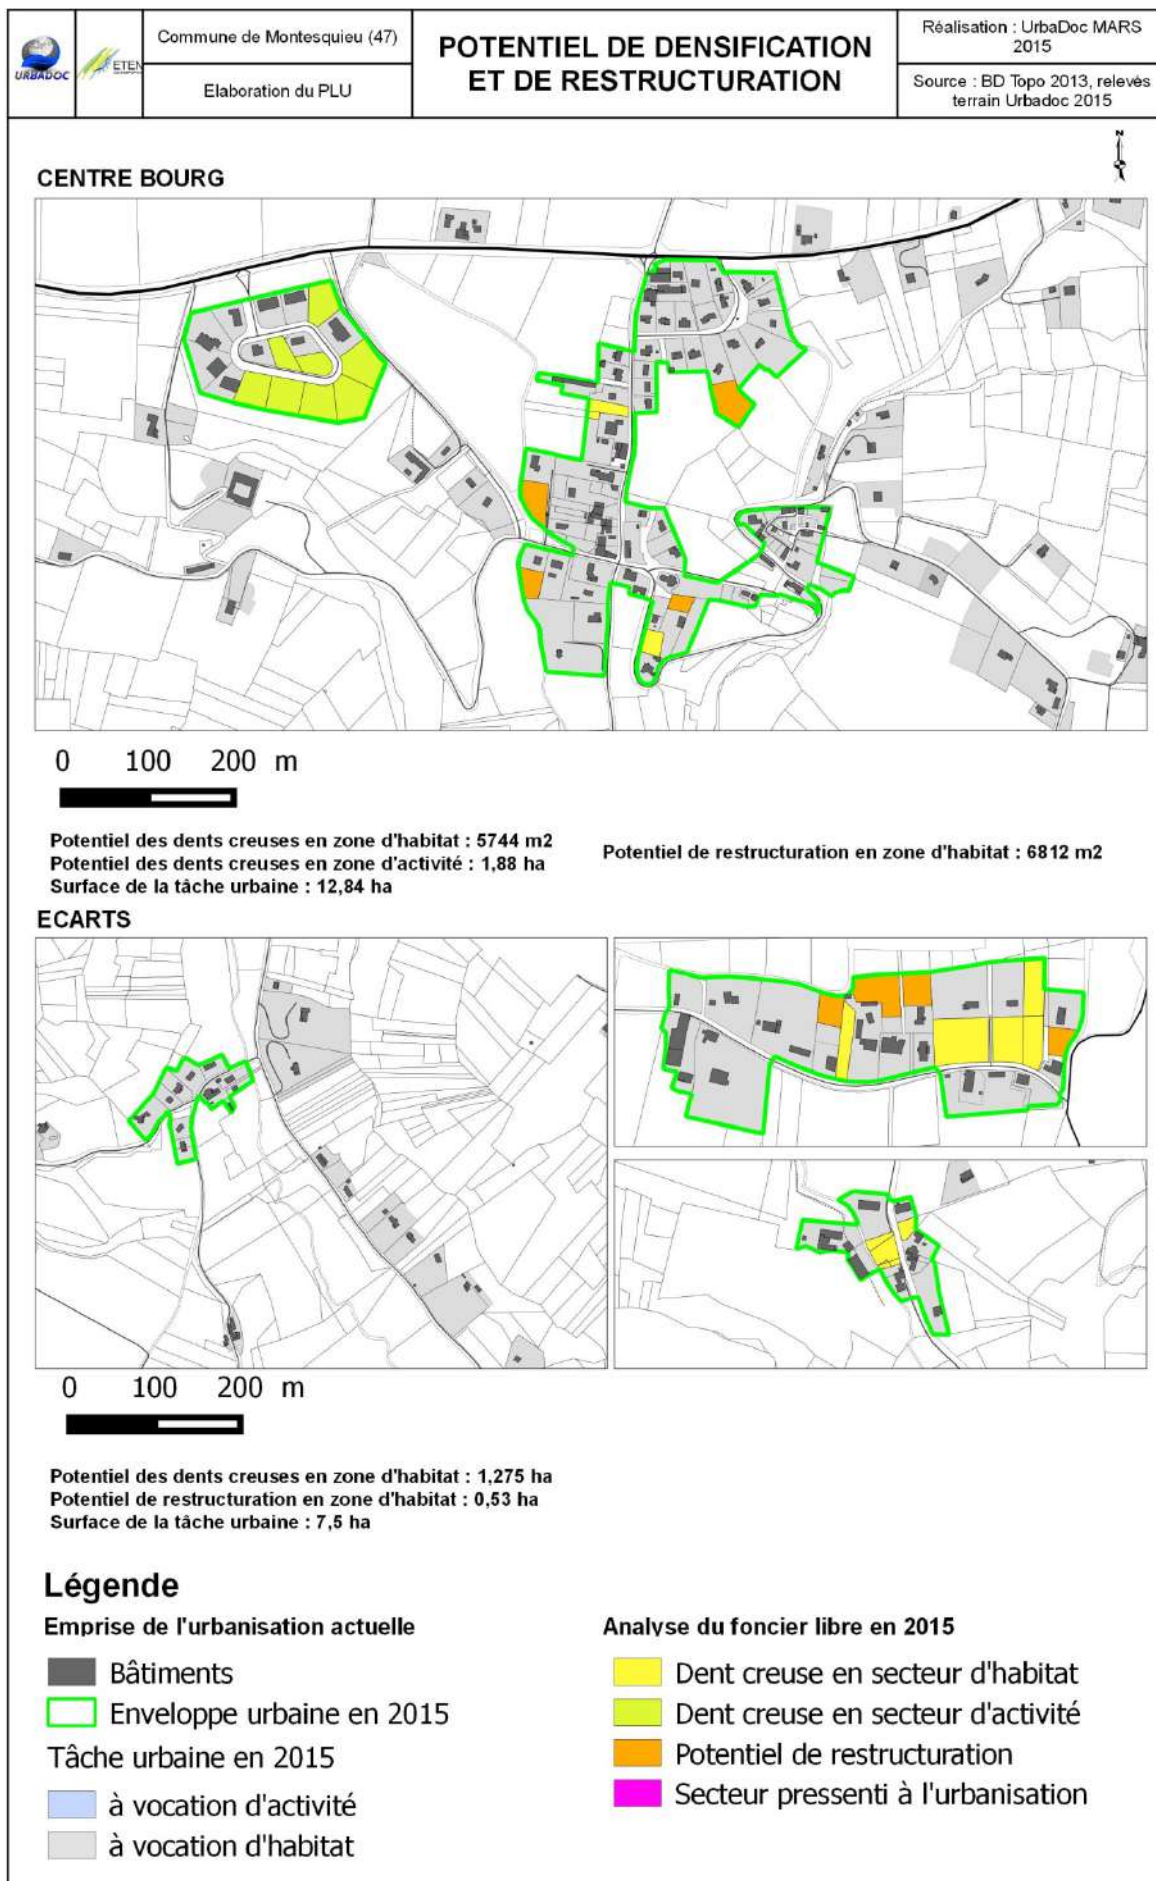 URBADOC
ETEN
Commune de Montesquieu (47)
Elaboration du PLU
POTENTIEL DE DENSIFICATION
ET DE RESTRUCTURATION
Réalisation : UrbaDoc MARS
2015
Source : BD Topo 2013, relevés
terrain Urbadoc 2015
N
CENTRE BOURG
0 100 200 m
Potentiel des dents creuses en zone d'habitat : 5744 m2
Potentiel des dents creuses en zone d'activité : 1,88 ha
Surface de la tâche urbaine : 12,84 ha
Potentiel de restructuration en zone d'habitat : 6812 m2
ECARTS
0 100 200 m
Potentiel des dents creuses en zone d'habitat : 1,275 ha
Potentiel de restructuration en zone d'habitat : 0,53 ha
Surface de la tâche urbaine : 7,5 ha
Légende
Emprise de l'urbanisation actuelle
Bâtiments
Enveloppe urbaine en 2015
Tâche urbaine en 2015
à vocation d'activité
à vocation d'habitat
Analyse du foncier libre en 2015
Dent creuse en secteur d'habitat
Dent creuse en secteur d'activité
Potentiel de restructuration
Secteur pressenti à l'urbanisation